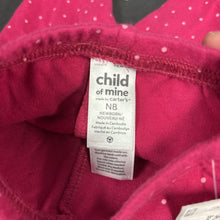 child
of mine
made by carter's
NB
NEWBORN/
NOUVEAU NÉ
Made in Cambodia
Fabriqué au Cambodge
Hecho en Camboya